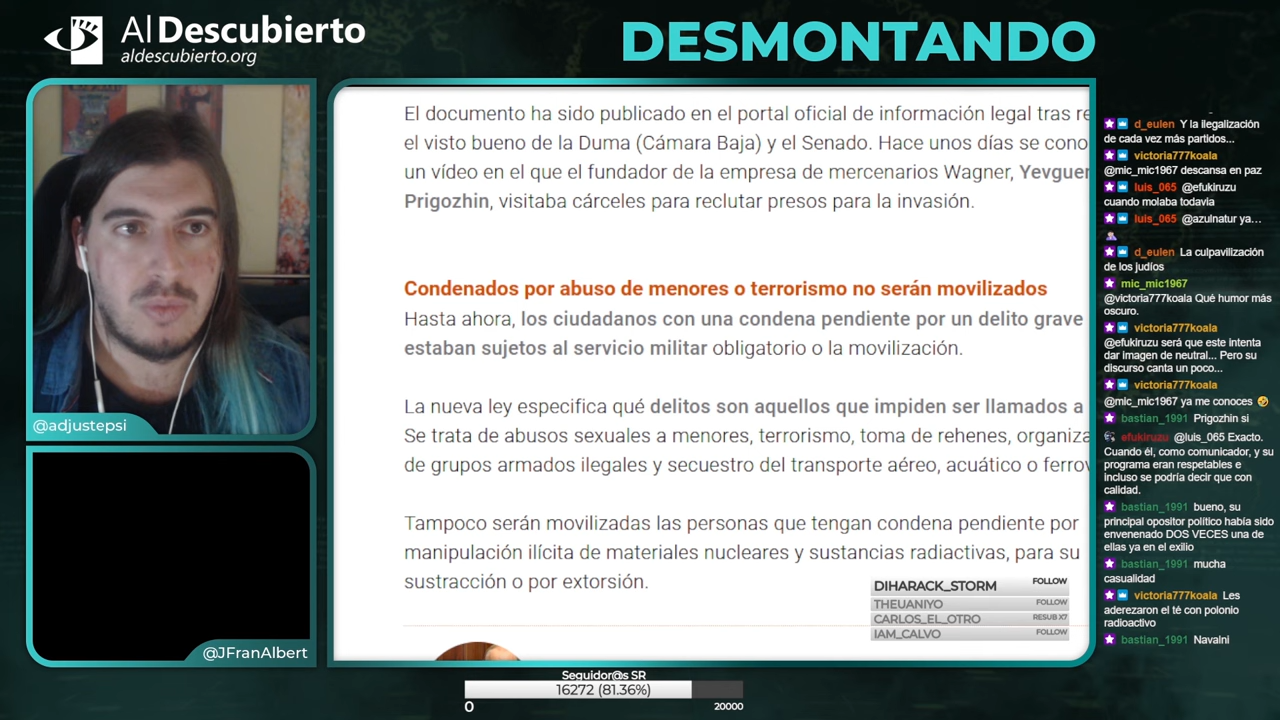 Al Descubierto
aldescubierto.org
DESMONTANDO
@adjustepsi
@JFranAlbert
El documento ha sido publicado en el portal oficial de información legal tras re
el visto bueno de la Duma (Cámara Baja) y el Senado. Hace unos días se cono
un vídeo en el que el fundador de la empresa de mercenarios Wagner, Yevguen
Prigozhin, visitaba cárceles para reclutar presos para la invasión.
Condenados por abuso de menores o terrorismo no serán movilizados
Hasta ahora, los ciudadanos con una condena pendiente por un delito grave
estaban sujetos al servicio militar obligatorio o la movilización.
La nueva ley especifica qué delitos son aquellos que impiden ser llamados a
Se trata de abusos sexuales a menores, terrorismo, toma de rehenes, organiza
de grupos armados ilegales y secuestro del transporte aéreo, acuático o ferrov
Tampoco serán movilizadas las personas que tengan condena pendiente por
manipulación ilícita de materiales nucleares y sustancias radiactivas, para su
sustracción o por extorsión.
DIHARACK_STORM FOLLOW
THEUANIYO FOLLOW
CARLOS_EL_OTRO RESUB X7
IAM_CALVO FOLLOW
Seguidor@s SR
16272 (81.36%)
0 20000
d_eulen Y la ilegalización
de cada vez más partidos...
victoria777koala
@mic_mic1967 descansa en paz
luis_065 @efukiruzu
cuando molaba todavia
luis_065 @azulnatur ya...
d_eulen La culpavilización
de los judíos
mic_mic1967
@victoria777koala Qué humor más
oscuro.
victoria777koala
@efukiruzu será que este intenta
dar imagen de neutral... Pero su
discurso canta un poco...
victoria777koala
@mic_mic1967 ya me conoces 🤣
bastian_1991 Prigozhin si
efukiruzu @luis_065 Exacto.
Cuando él, como comunicador, y su
programa eran respetables e
incluso se podría decir que con
calidad.
bastian_1991 bueno, su
principal opositor político había sido
envenenado DOS VECES una de
ellas ya en el exilio
bastian_1991 mucha
casualidad
victoria777koala Les
aderezaron el té con polonio
radioactivo
bastian_1991 Navalni